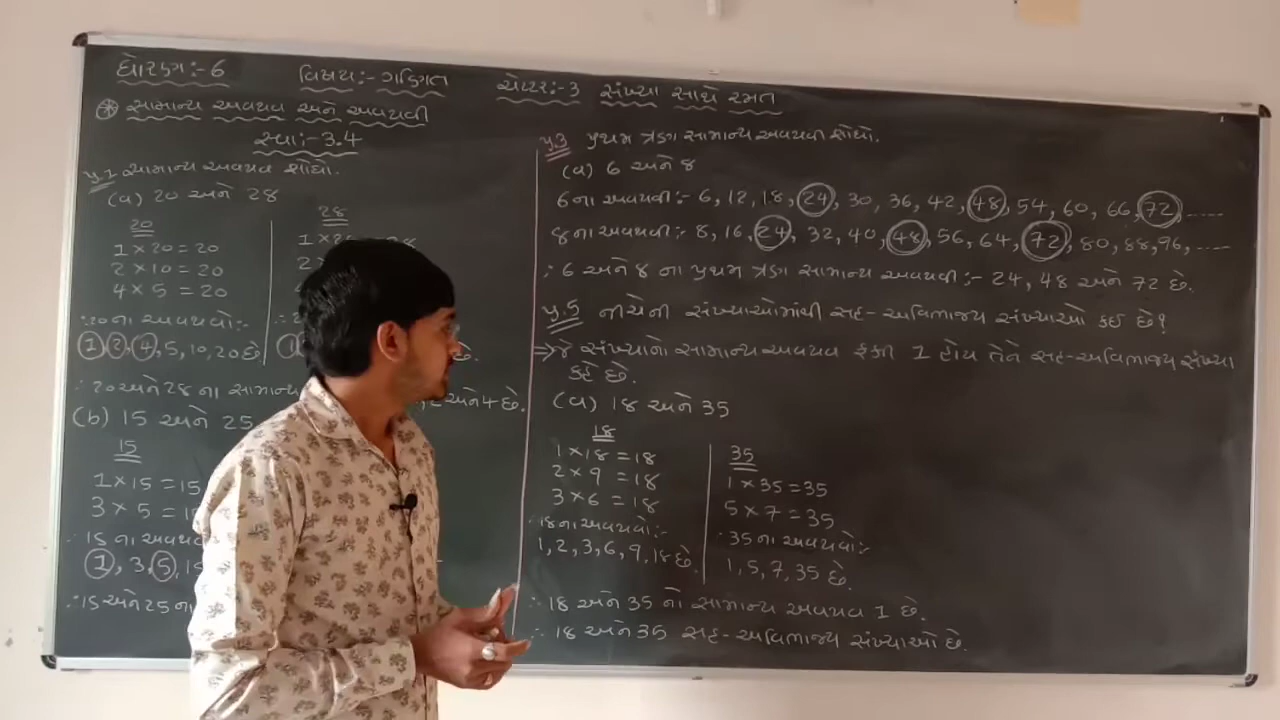 ધોરણ:- 6 વિષય:- ગણિત ચેપ્ટર:- 3 સંખ્યા સાથે રમત
* સામાન્ય અવયવ અને અવયવી
સ્વા:- 3.4
પ્ર.1 સામાન્ય અવયવ શોધો.
(a) 20 અને 28
20
1 × 20 = 20
2 × 10 = 20
4 × 5 = 20
∴ 20ના અવયવો:-
1, 2, 4, 5, 10, 20 છે
28
∴ 20 અને 28 ના સામાન્ય
2 અને 4 છે.
(b) 15 અને 25
15
1 × 15 = 15
3 × 5 = 1
∴ 15 ના અવયવ
1, 3, 5, 15
∴ 15 અને 25 ના
પ્ર.3 પ્રથમ ત્રણ સામાન્ય અવયવી શોધો.
(a) 6 અને 8
6 ના અવયવી:- 6, 12, 18, 24, 30, 36, 42, 48, 54, 60, 66, 72, .....
8 ના અવયવી:- 8, 16, 24, 32, 40, 48, 56, 64, 72, 80, 88, 96, ....
∴ 6 અને 8 ના પ્રથમ ત્રણ સામાન્ય અવયવી:- 24, 48 અને 72 છે.
પ્ર.5 નીચેની સંખ્યાઓમાંથી સહ-અવિભાજ્ય સંખ્યાઓ કઈ છે?
⇒ જે સંખ્યાનો સામાન્ય અવયવ ફક્ત 1 હોય તેને સહ-અવિભાજ્ય સંખ્યા
કહે છે.
(a) 18 અને 35
18
1 × 18 = 18
2 × 9 = 18
3 × 6 = 18
∴ 18 ના અવયવો:-
1, 2, 3, 6, 9, 18 છે.
35
1 × 35 = 35
5 × 7 = 35
∴ 35 ના અવયવો:-
1, 5, 7, 35 છે.
∴ 18 અને 35 નો સામાન્ય અવયવ 1 છે.
∴ 18 અને 35 સહ-અવિભાજ્ય સંખ્યાઓ છે.